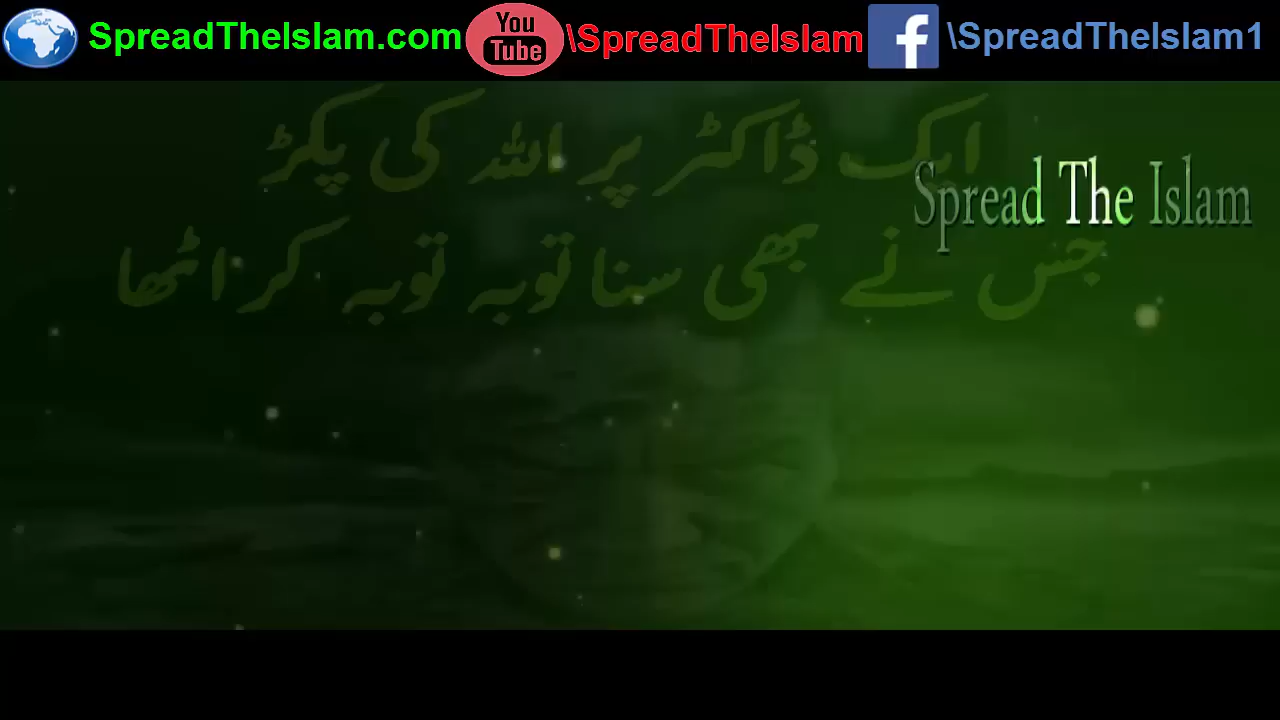 SpreadTheIslam.com You Tube \SpreadTheIslam f \SpreadTheIslam1
ایک ڈاکٹر پر اللہ کی پکڑ
Spread The Islam
جس نے بھی سنا توبہ توبہ کر اٹھا